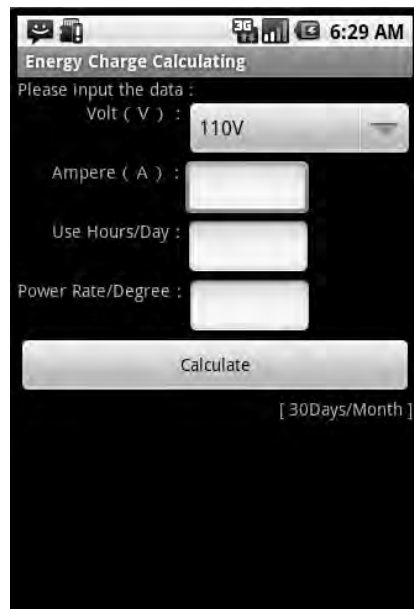 3G 6:29 AM
Energy Charge Calculating
Please input the data :
Volt ( V ) : 110V
Ampere ( A ) :
Use Hours/Day :
Power Rate/Degree :
Calculate
[ 30Days/Month ]